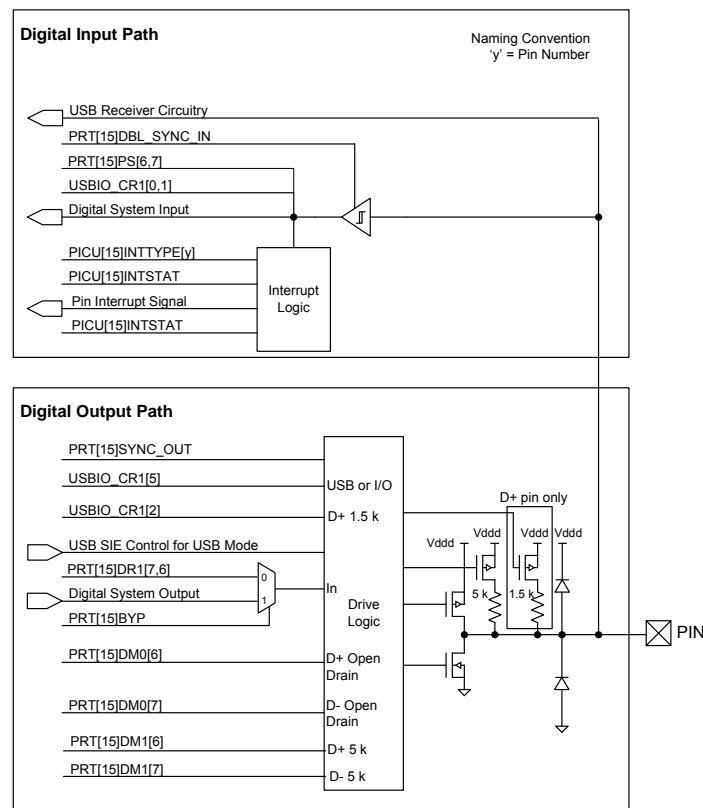 Digital Input Path
Naming Convention
'y' = Pin Number
USB Receiver Circuitry
PRT[15]DBL_SYNC_IN
PRT[15]PS[6,7]
USBIO_CR1[0,1]
Digital System Input
PICU[15]INTTYPE[y]
PICU[15]INTSTAT
Pin Interrupt Signal
PICU[15]INTSTAT
Interrupt
Logic
Digital Output Path
PRT[15]SYNC_OUT
USBIO_CR1[5]
USB or I/O
USBIO_CR1[2]
D+ 1.5 k
USB SIE Control for USB Mode
PRT[15]DR1[7,6]
0
Digital System Output
1
PRT[15]BYP
In
Drive
Logic
PRT[15]DM0[6]
D+ Open
Drain
PRT[15]DM0[7]
D- Open
Drain
PRT[15]DM1[6]
D+ 5 k
PRT[15]DM1[7]
D- 5 k
D+ pin only
Vddd
Vddd
Vddd
Vddd
5 k
1.5 k
PIN